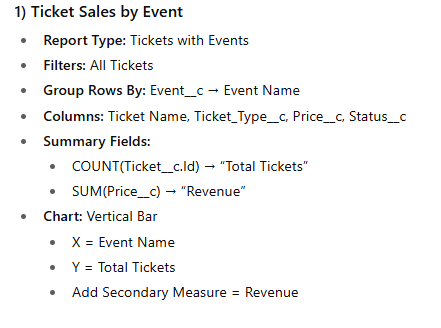 1) Ticket Sales by Event
• Report Type: Tickets with Events
• Filters: All Tickets
• Group Rows By: Event__c → Event Name
• Columns: Ticket Name, Ticket_Type__c, Price__c, Status__c
• Summary Fields:
• COUNT(Ticket__c.Id) → “Total Tickets”
• SUM(Price__c) → “Revenue”
• Chart: Vertical Bar
• X = Event Name
• Y = Total Tickets
• Add Secondary Measure = Revenue